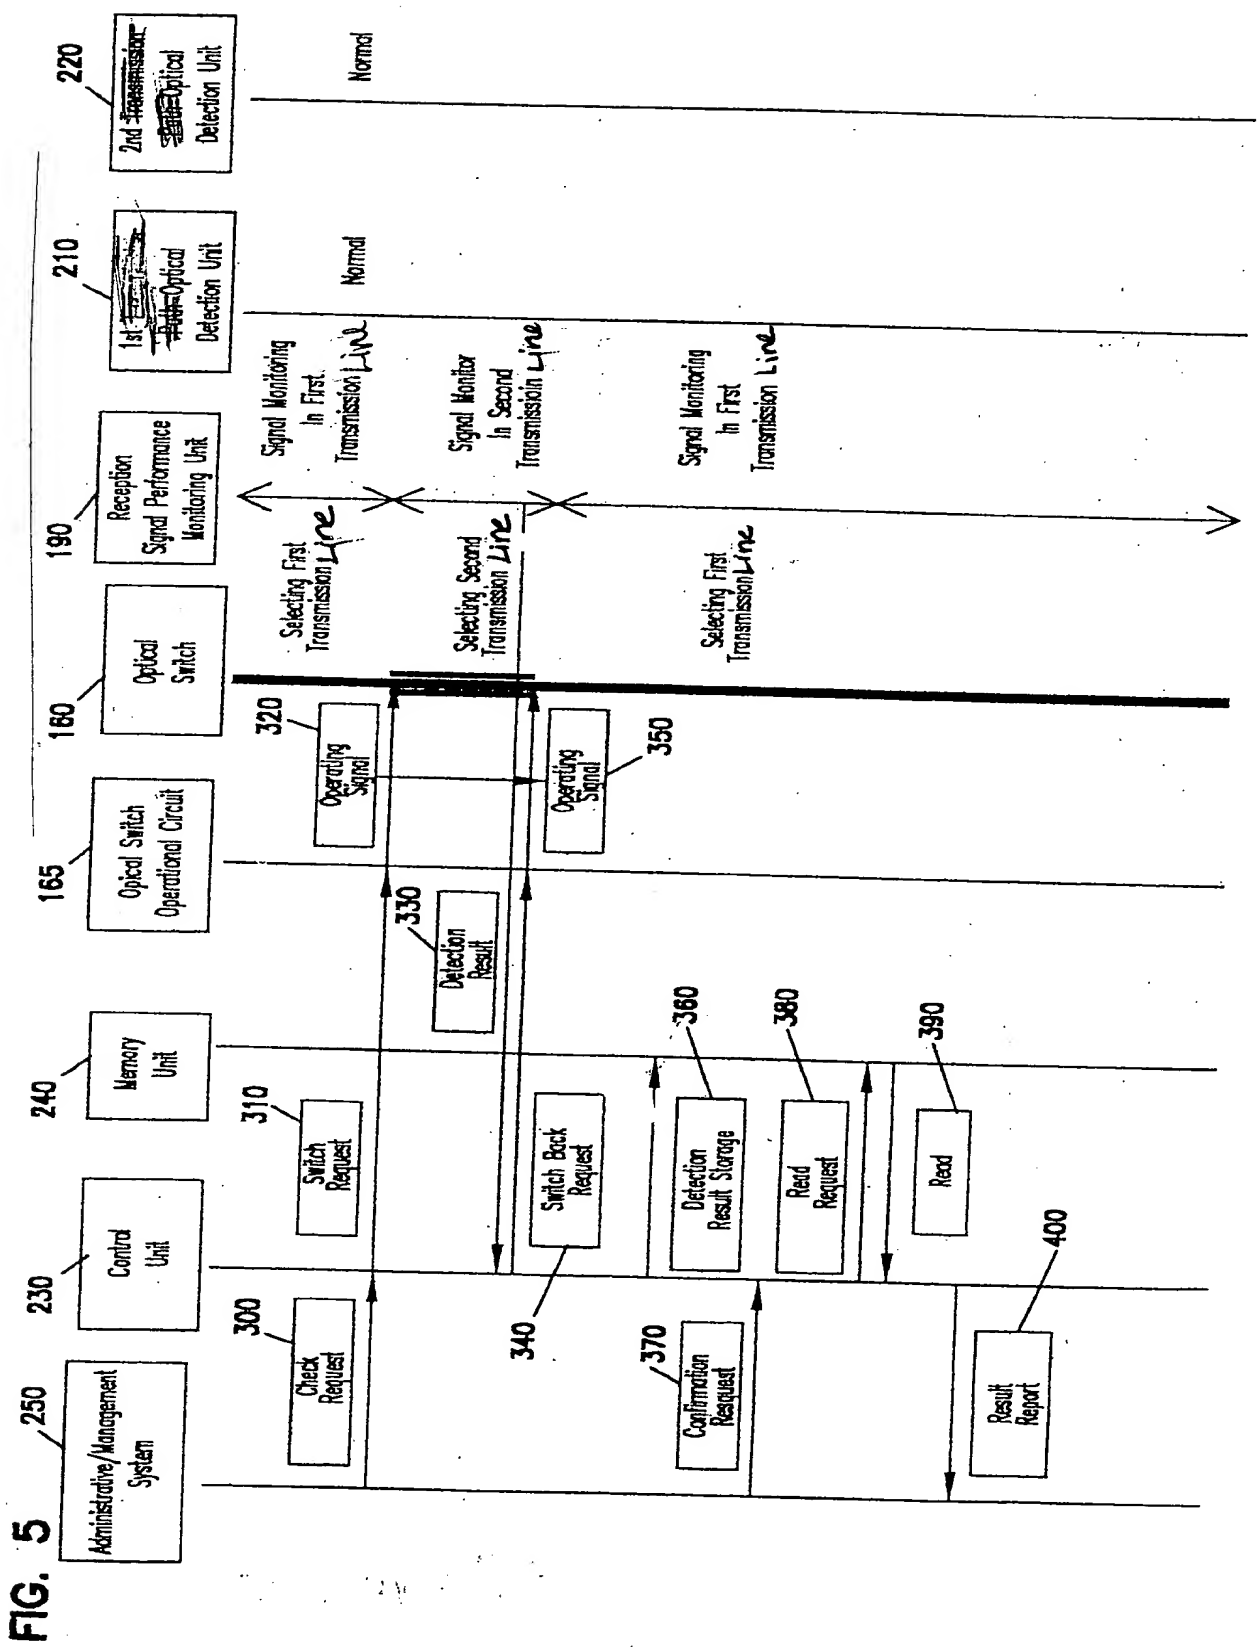 FIG. 5
250
Administrative/Management
System
230
Control
Unit
240
Memory
Unit
165
Opical Switch
Operational Circuit
160
Optical
Switch
190
Reception
Signal Performance
Monitoring Unit
210
1st
Path Optical
Detection Unit
220
2nd Transmission
Path Optical
Detection Unit
300
Check
Request
310
Switch
Request
320
Operating
Signal
Selecting First
Transmission Line
Signal Monitoring
In First
Transmission Line
Normal
Normal
330
Detection
Result
Selecting Second
Transmission Line
Signal Monitor
In Second
Transmissioin Line
340
Switch Back
Request
350
Operating
Signal
Selecting First
Transmission Line
Signal Monitoring
In First
Transmission Line
360
Detection
Result Storage
370
Confirmation
Resquest
380
Read
Request
390
Read
400
Result
Report